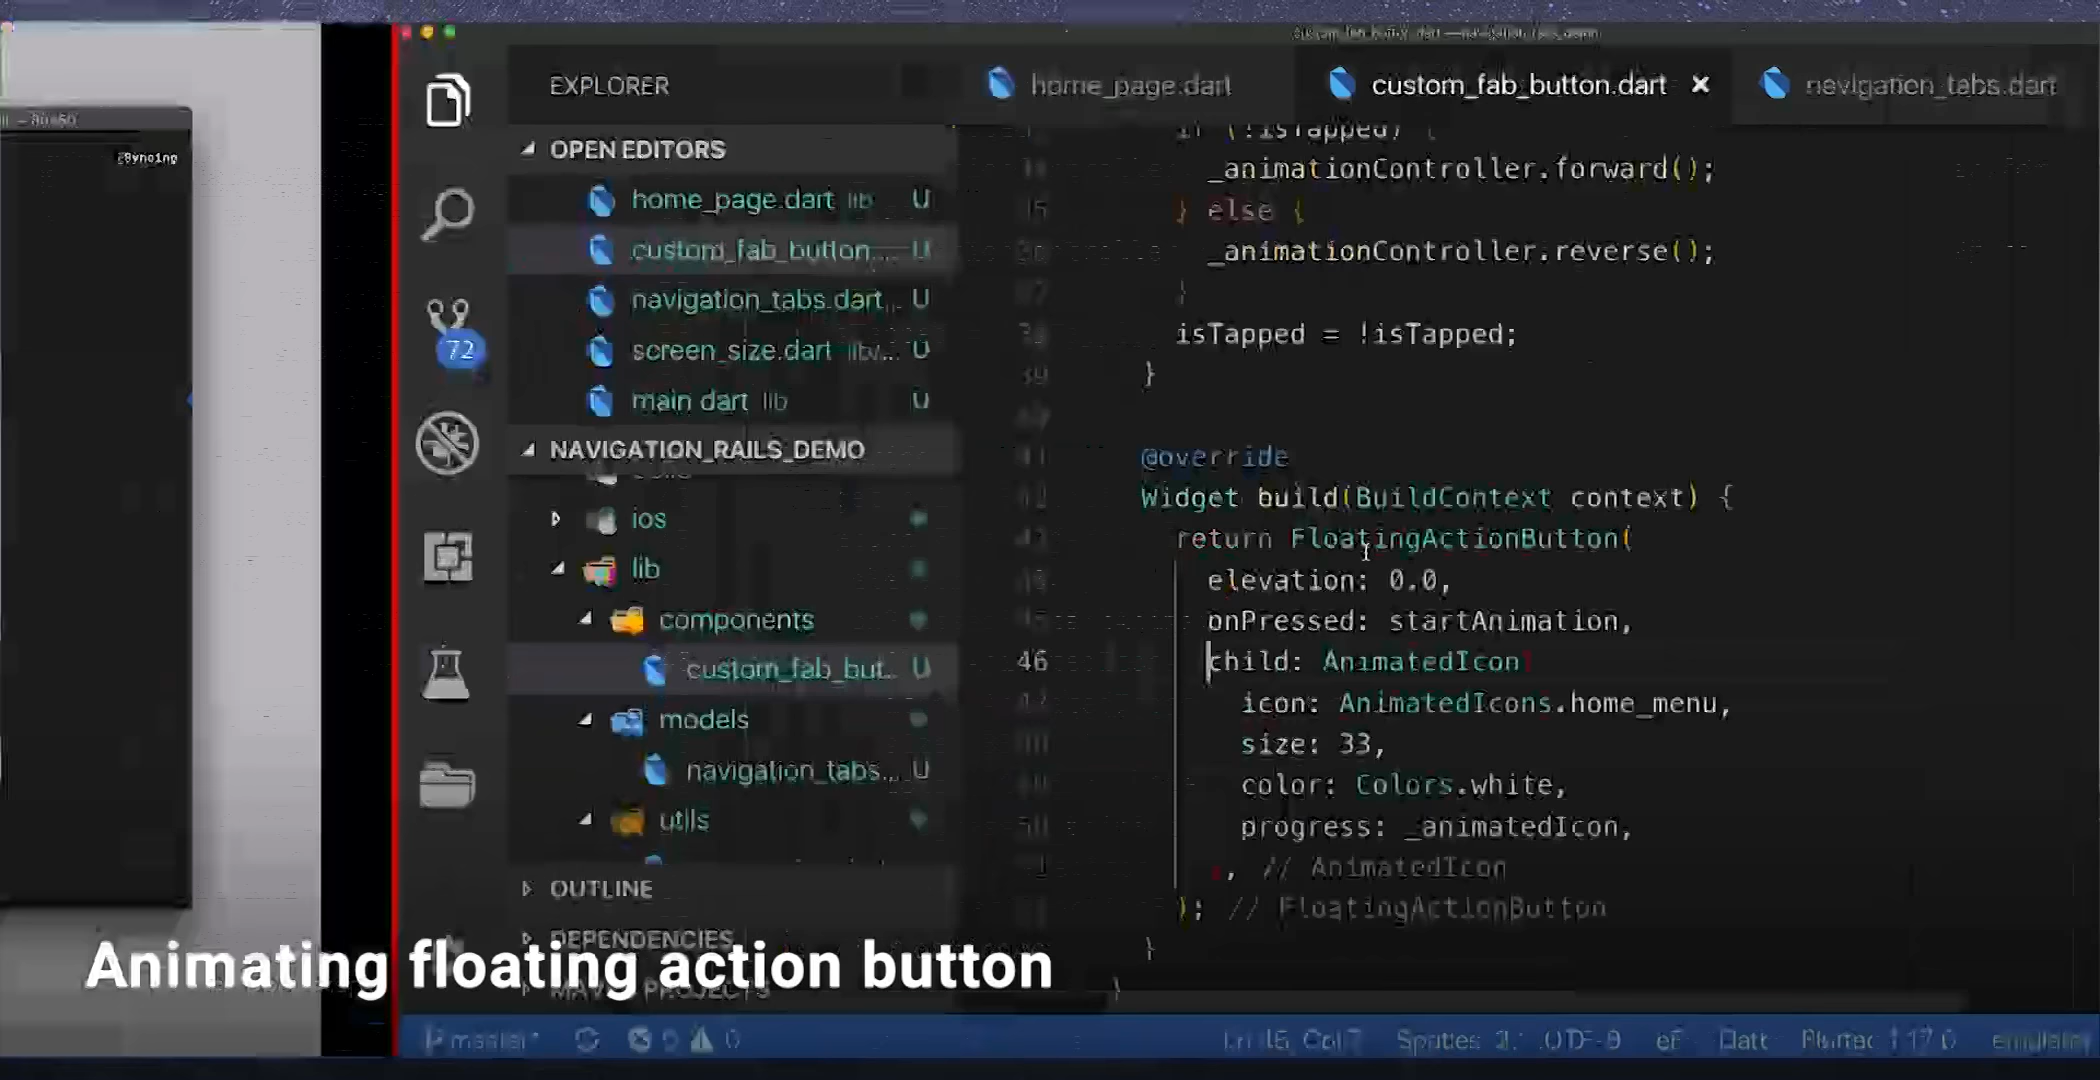 EXPLORER
home_page.dart
custom_fab_button.dart
navigation_tabs.dart
OPEN EDITORS
home_page.dart lib U
custom_fab_button... U
navigation_tabs.dart ... U
screen_size.dart lib/... U
main.dart lib U
NAVIGATION_RAILS_DEMO
ios
lib
components
custom_fab_but... U
models
navigation_tabs... U
utils
OUTLINE
DEPENDENCIES
72
if (!isTapped) {
_animationController.forward();
} else {
_animationController.reverse();
}
isTapped = !isTapped;
}
@override
Widget build(BuildContext context) {
return FloatingActionButton(
elevation: 0.0,
onPressed: startAnimation,
46 child: AnimatedIcon
icon: AnimatedIcons.home_menu,
size: 33,
color: Colors.white,
progress: _animatedIcon,
, // AnimatedIcon
); // FloatingActionButton
}
}
Animating floating action button
master*